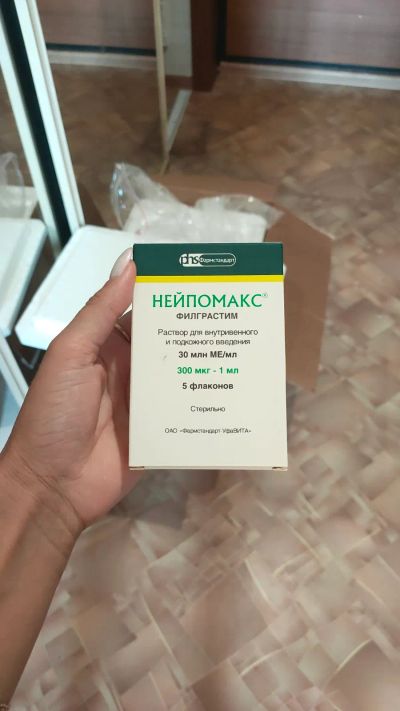 phs Фармстандарт
НЕЙПОМАКС®
ФИЛГРАСТИМ
Раствор для внутривенного
и подкожного введения
30 млн МЕ/мл
300 мкг - 1 мл
5 флаконов
Стерильно
ОАО «Фармстандарт-УфаВИТА»